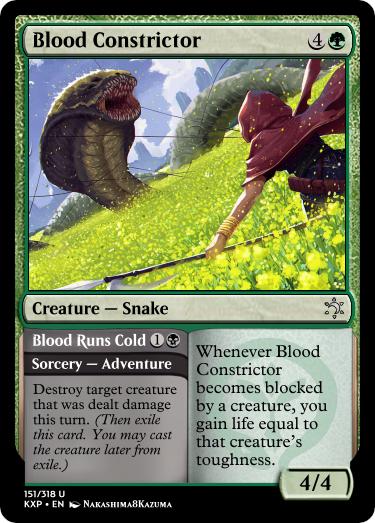 Blood Constrictor 4
Creature — Snake
Blood Runs Cold 1
Sorcery — Adventure
Destroy target creature
that was dealt damage
this turn. (Then exile
this card. You may cast
the creature later from
exile.)
Whenever Blood
Constrictor
becomes blocked
by a creature, you
gain life equal to
that creature's
toughness.
4/4
151/318 U
KXP • EN Nakashima8Kazuma